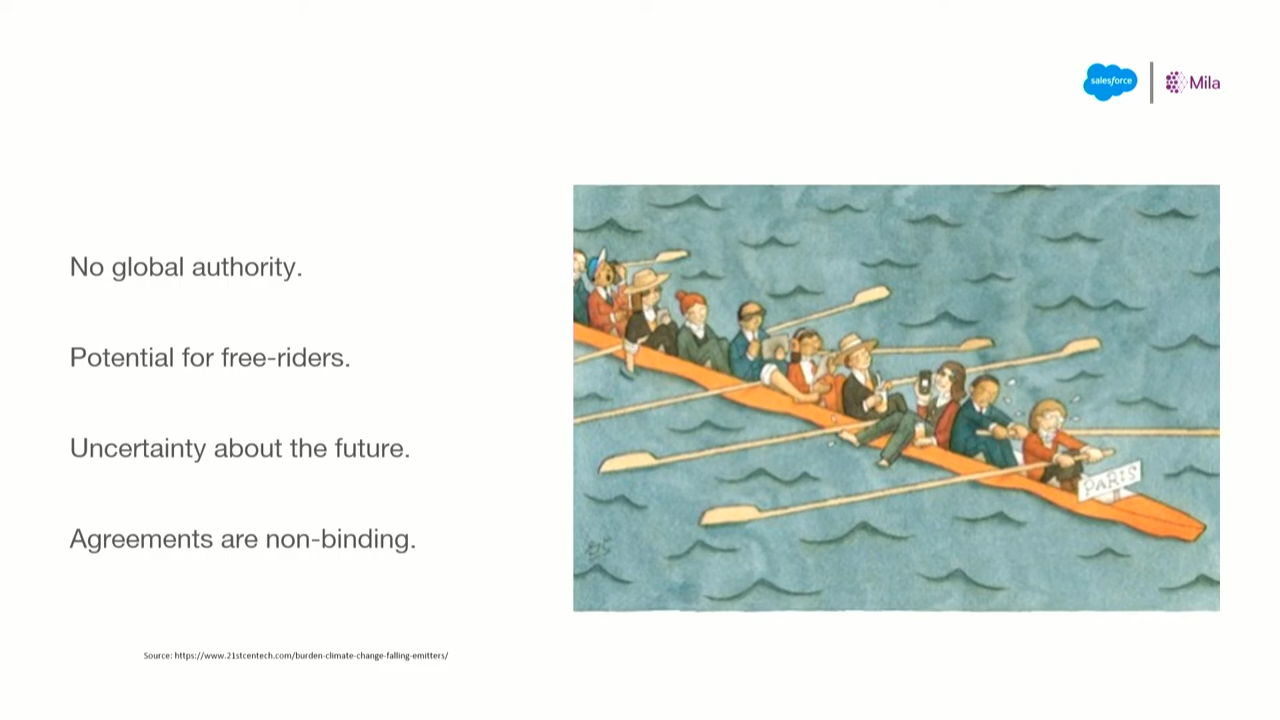 salesforce
Mila
No global authority.
Potential for free-riders.
Uncertainty about the future.
Agreements are non-binding.
PARIS
Source: https://www.21stcentech.com/burden-climate-change-falling-emitters/